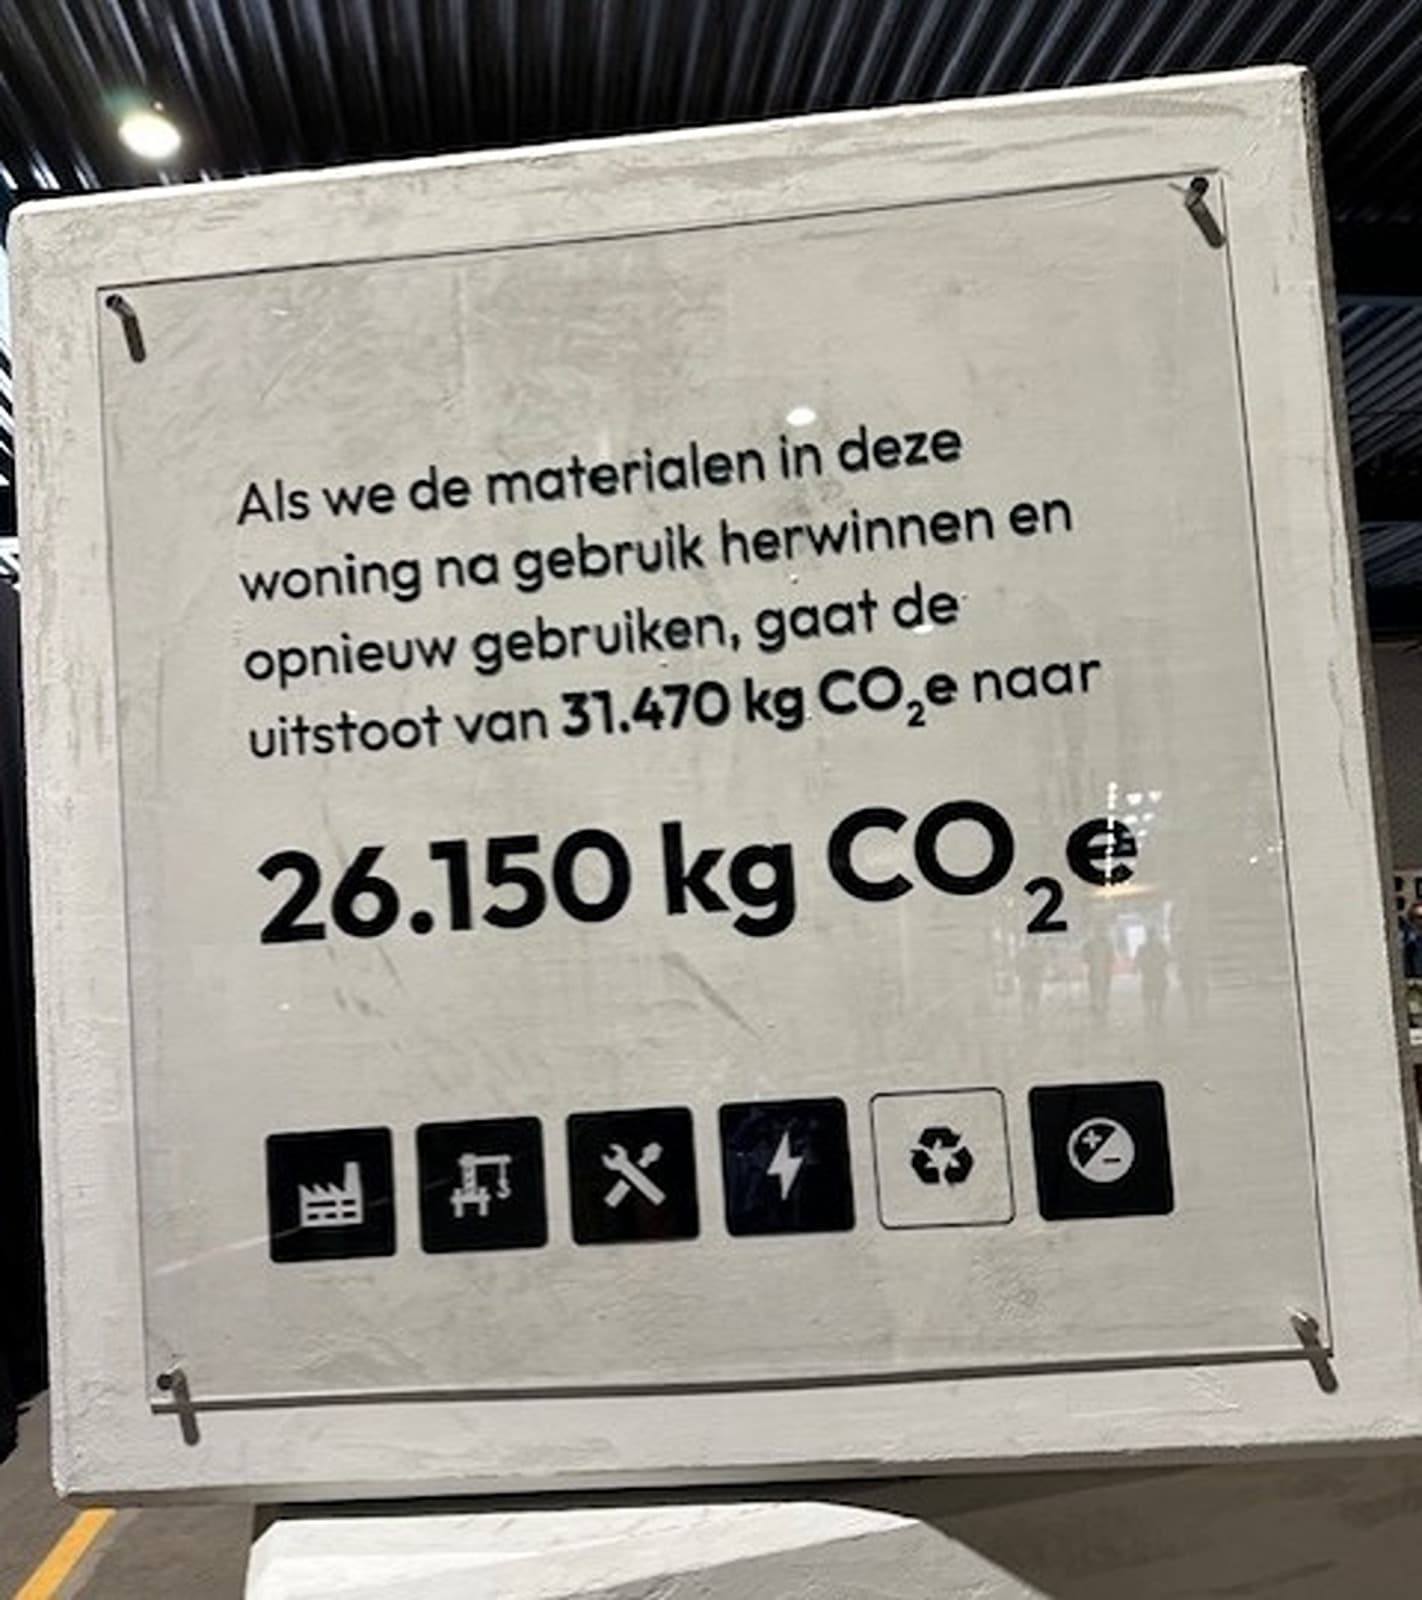 Als we de materialen in deze
woning na gebruik herwinnen en
opnieuw gebruiken, gaat de
uitstoot van 31.470 kg CO₂e naar
26.150 kg CO₂e